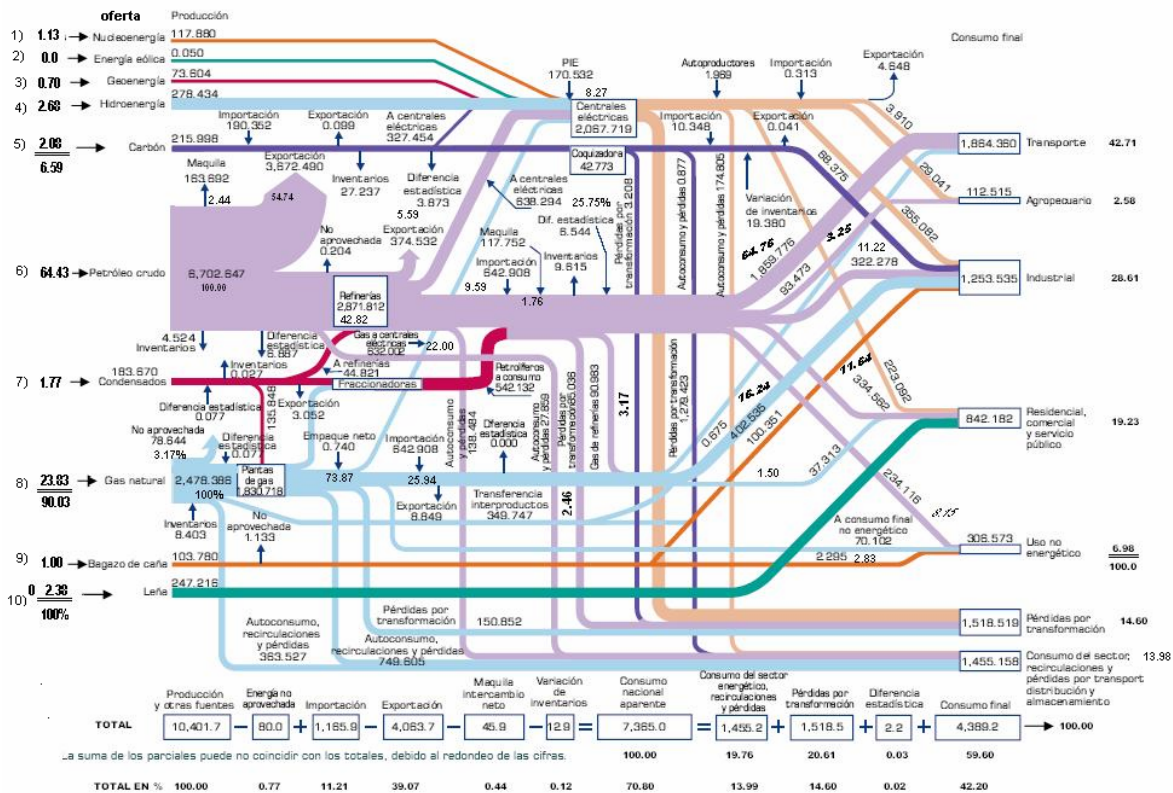 oferta
Producción
1) 1.13 Nucleoenergía 117.880
2) 0.0 Energía eólica 0.050
3) 0.70 Geoenergía 73.604
4) 2.68 Hidroenergía 278.434
5) 2.08 Carbón 215.998
6.59
Importación
190.352
Exportación
0.099
A centrales
eléctricas
327.454
Inventarios
27.237
Diferencia
estadística
3.873
PIE
170.532
8.27
Centrales
eléctricas
2,067.719
Coquizadora
42.773
Autoproductores
1.969
Importación
0.313
Exportación
4.648
Importación
10.348
Exportación
0.041
Variación
de inventarios
19.380
Consumo final
3.910
68.375
29.041
355.082
1,864.360 Transporte 42.71
112.515 Agropecuario 2.58
1,253.535 Industrial 28.61
842.182 Residencial,
comercial
y servicio
público
19.23
306.573 Uso no
energético
6.98
100.0
1,518.519 Pérdidas por
transformación
14.60
1,455.158 Consumo del sector,
recirculaciones y
pérdidas por transport
distribución y
almacenamiento
13.98
Maquila
163.692
2.44
Exportación
3,672.490
54.74
6) 64.43 Petróleo crudo 6,702.647
100.00
No
aprovechada
0.204
5.59
Exportación
374.532
A centrales
eléctricas
638.294
25.75%
Dif. estadística
6.544
Maquila
117.752
Importación
642.908
Inventarios
9.615
9.59
1.76
Refinerías
2,871.812
42.82
Pérdidas por
transformación 3.208
Autoconsumo y pérdidas 0.877
Autoconsumo y pérdidas 174.805
64.76
1,859.776
3.25
93.473
11.22
322.278
4.524
Inventarios
Diferencia
estadística
6.887
Inventarios
0.027
Gas a centrales
eléctricas
632.002
22.00
A refinerías
44.821
183.670
7) 1.77 Condensados
Fraccionadoras
Petrolíferos
a consumo
542.132
Diferencia estadística
0.077
Exportación
3.052
135.848
No aprovechada
78.644
3.17%
Diferencia
estadística
0.077
Empaque neto
0.740
Importación
642.908
Diferencia
estadística
0.000
Autoconsumo
y pérdidas
138.484
Autoconsumo
y pérdidas 27.859
Pérdidas por
transformación 85.036
Gas de refinerías 90.983
3.17
Pérdidas por transformación
1,279.423
2.46
16.24
0.675
402.535
100.351
11.64
334.562
223.092
37.313
1.50
234.116
8.15
8) 23.83 Gas natural 2,478.386
90.03
100%
Plantas
de gas
1,830.718
73.87
25.94
Exportación
8.849
Transferencia
interproductos
349.747
Inventarios
8.403
No
aprovechada
1.133
A consumo final
no energético
70.102
2.295 2.83
9) 1.00 Bagazo de caña 103.780
10) 0 2.38 Leña 247.216
100%
Autoconsumo,
recirculaciones
y pérdidas
363.527
Pérdidas por
transformación
150.852
Autoconsumo,
recirculaciones y pérdidas
749.605
Producción
y otras fuentes
Energía no
aprovechada
Importación
Exportación
Maquila
intercambio
neto
Variación
de
inventarios
Consumo
nacional
aparente
Consumo del sector
energético,
recirculaciones
y pérdidas
Pérdidas por
transformación
Diferencia
estadística
Consumo final
TOTAL 10,401.7 − 80.0 + 1,165.9 − 4,063.7 − 45.9 − 12.9 = 7,365.0 = 1,455.2 + 1,518.5 + 2.2 + 4,389.2 100.00
La suma de los parciales puede no coincidir con los totales, debido al redondeo de las cifras. 100.00 19.76 20.61 0.03 59.60
TOTAL EN % 100.00 0.77 11.21 39.07 0.44 0.12 70.80 13.99 14.60 0.02 42.20